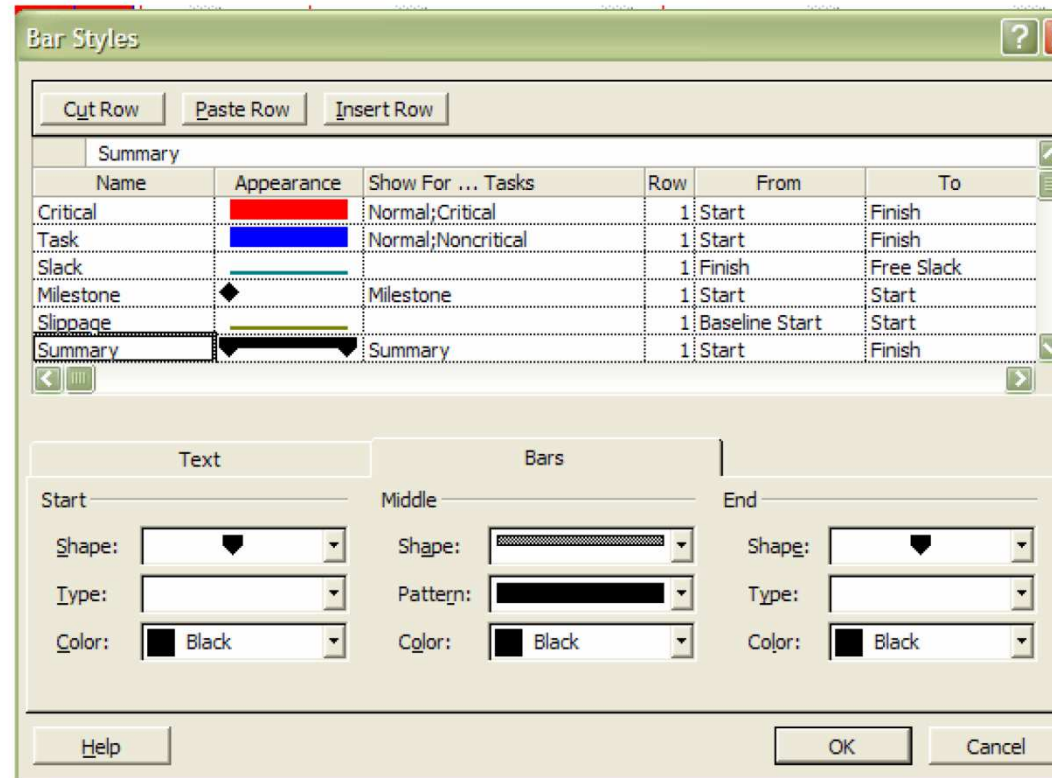 Bar Styles ?
Cut Row Paste Row Insert Row
Summary
Name Appearance Show For ... Tasks Row From To
Critical Normal;Critical 1 Start Finish
Task Normal;Noncritical 1 Start Finish
Slack 1 Finish Free Slack
Milestone Milestone 1 Start Start
Slippage 1 Baseline Start Start
Summary Summary 1 Start Finish
Text Bars
Start Middle End
Shape: Shape: Shape:
Type: Pattern: Type:
Color: Black Color: Black Color: Black
Help OK Cancel